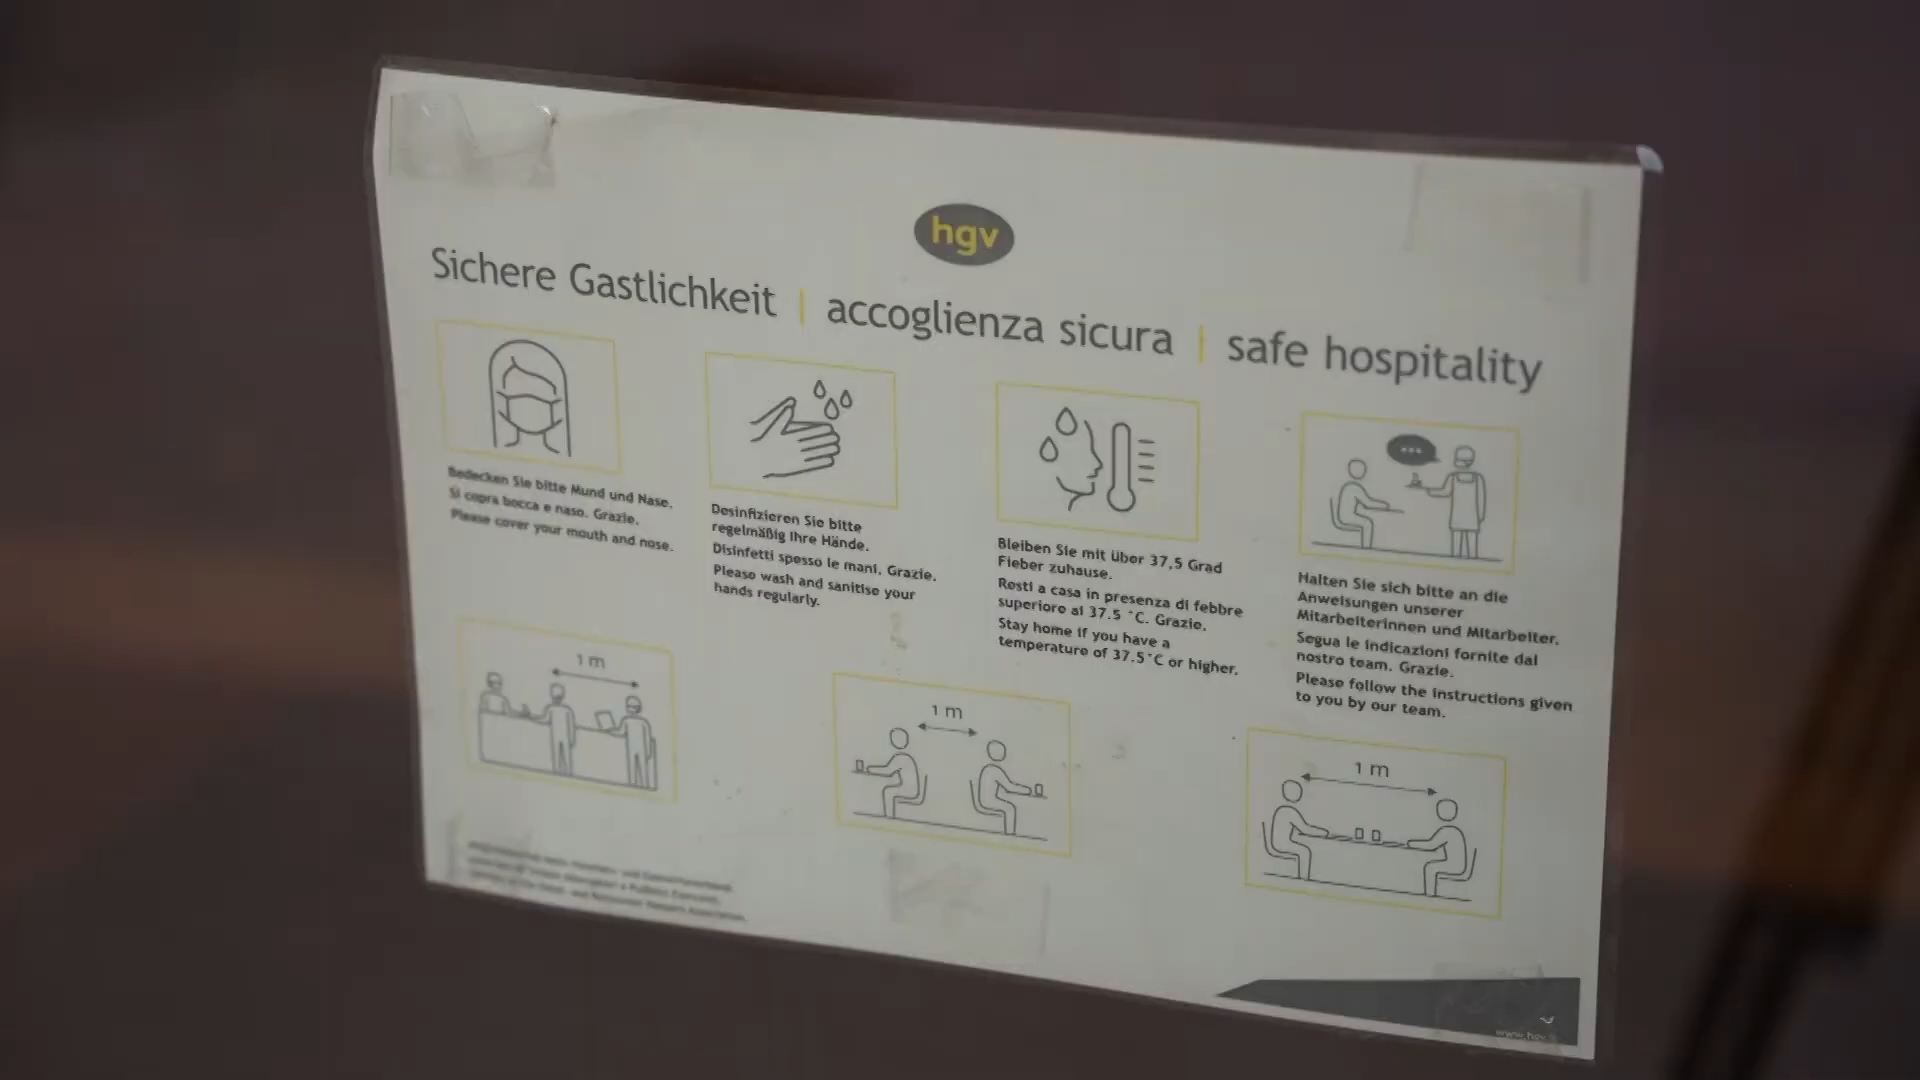 hgv
Sichere Gastlichkeit | accoglienza sicura | safe hospitality
Bedecken Sie bitte Mund und Nase.
Si copra bocca e naso. Grazie.
Please cover your mouth and nose.
Desinfizieren Sie bitte
regelmäßig Ihre Hände.
Disinfetti spesso le mani. Grazie.
Please wash and sanitise your
hands regularly.
Bleiben Sie mit über 37,5 Grad
Fieber zuhause.
Resti a casa in presenza di febbre
superiore ai 37.5 °C. Grazie.
Stay home if you have a
temperature of 37.5°C or higher.
Halten Sie sich bitte an die
Anweisungen unserer
Mitarbeiterinnen und Mitarbeiter.
Segua le indicazioni fornite dal
nostro team. Grazie.
Please follow the instructions given
to you by our team.
1 m
1 m
1 m